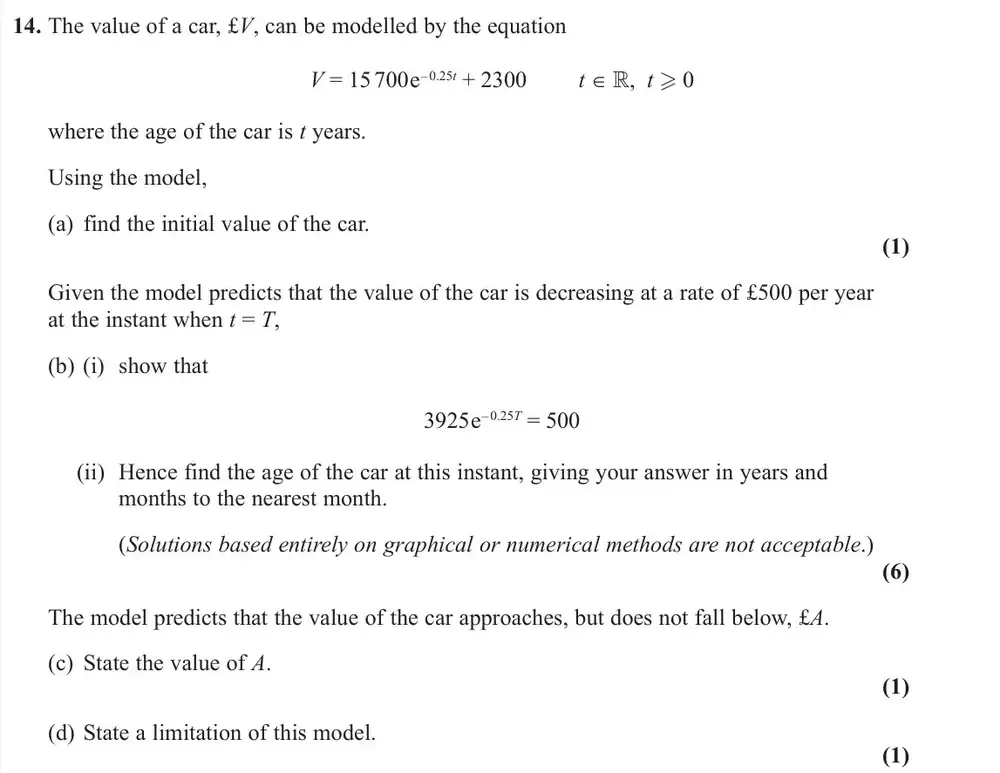 14. The value of a car, £V, can be modelled by the equation
V = 15 700e⁻⁰·²⁵ᵗ + 2300 t ∈ ℝ, t ⩾ 0
where the age of the car is t years.
Using the model,
(a) find the initial value of the car.
(1)
Given the model predicts that the value of the car is decreasing at a rate of £500 per year
at the instant when t = T,
(b) (i) show that
3925e⁻⁰·²⁵ᵀ = 500
(ii) Hence find the age of the car at this instant, giving your answer in years and
months to the nearest month.
(Solutions based entirely on graphical or numerical methods are not acceptable.)
(6)
The model predicts that the value of the car approaches, but does not fall below, £A.
(c) State the value of A.
(1)
(d) State a limitation of this model.
(1)